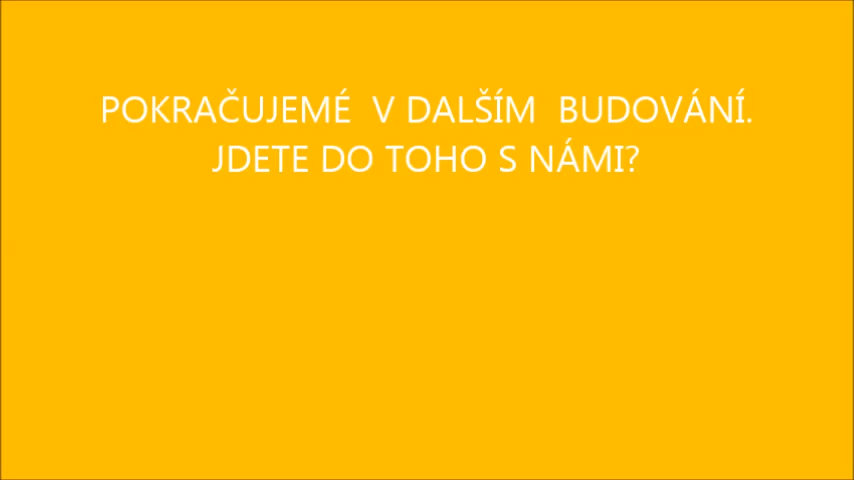 POKRAČUJEMÉ V DALŠÍM BUDOVÁNÍ.
JDETE DO TOHO S NÁMI?